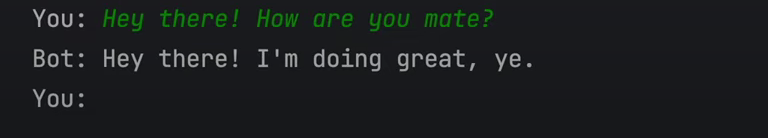 You: Hey there! How are you mate?
Bot: Hey there! I'm doing great, ye.
You: